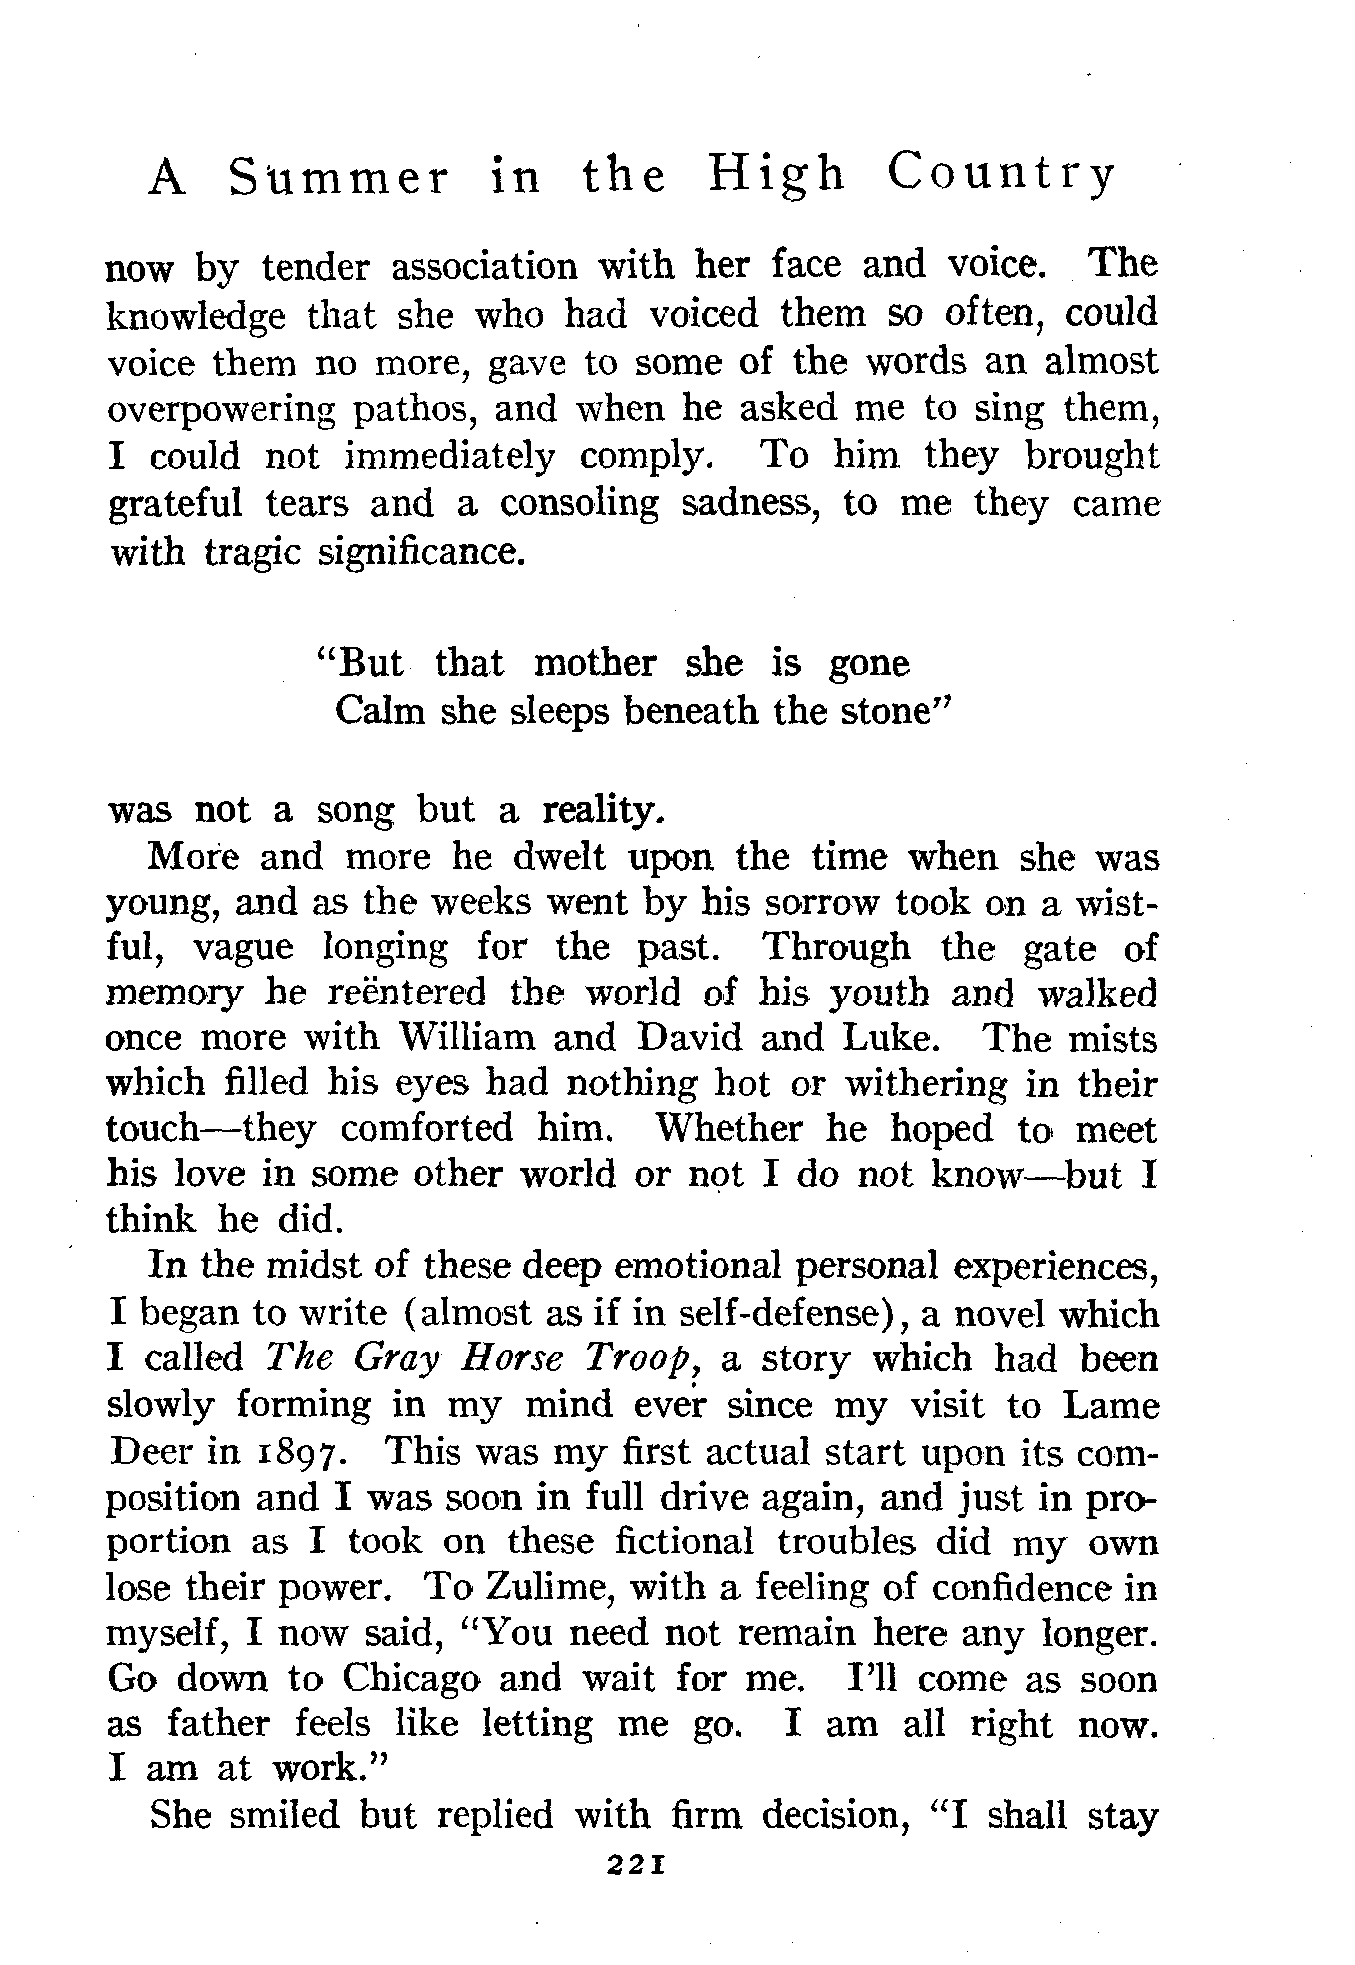 A Summer in the High Country
now by tender association with her face and voice. The
knowledge that she who had voiced them so often, could
voice them no more, gave to some of the words an almost
overpowering pathos, and when he asked me to sing them,
I could not immediately comply. To him they brought
grateful tears and a consoling sadness, to me they came
with tragic significance.
“But that mother she is gone
Calm she sleeps beneath the stone”
was not a song but a reality.
More and more he dwelt upon the time when she was
young, and as the weeks went by his sorrow took on a wist-
ful, vague longing for the past. Through the gate of
memory he reëntered the world of his youth and walked
once more with William and David and Luke. The mists
which filled his eyes had nothing hot or withering in their
touch—they comforted him. Whether he hoped to meet
his love in some other world or not I do not know—but I
think he did.
In the midst of these deep emotional personal experiences,
I began to write (almost as if in self-defense), a novel which
I called The Gray Horse Troop, a story which had been
slowly forming in my mind ever since my visit to Lame
Deer in 1897. This was my first actual start upon its com-
position and I was soon in full drive again, and just in pro-
portion as I took on these fictional troubles did my own
lose their power. To Zulime, with a feeling of confidence in
myself, I now said, “You need not remain here any longer.
Go down to Chicago and wait for me. I’ll come as soon
as father feels like letting me go. I am all right now.
I am at work.”
She smiled but replied with firm decision, “I shall stay
221